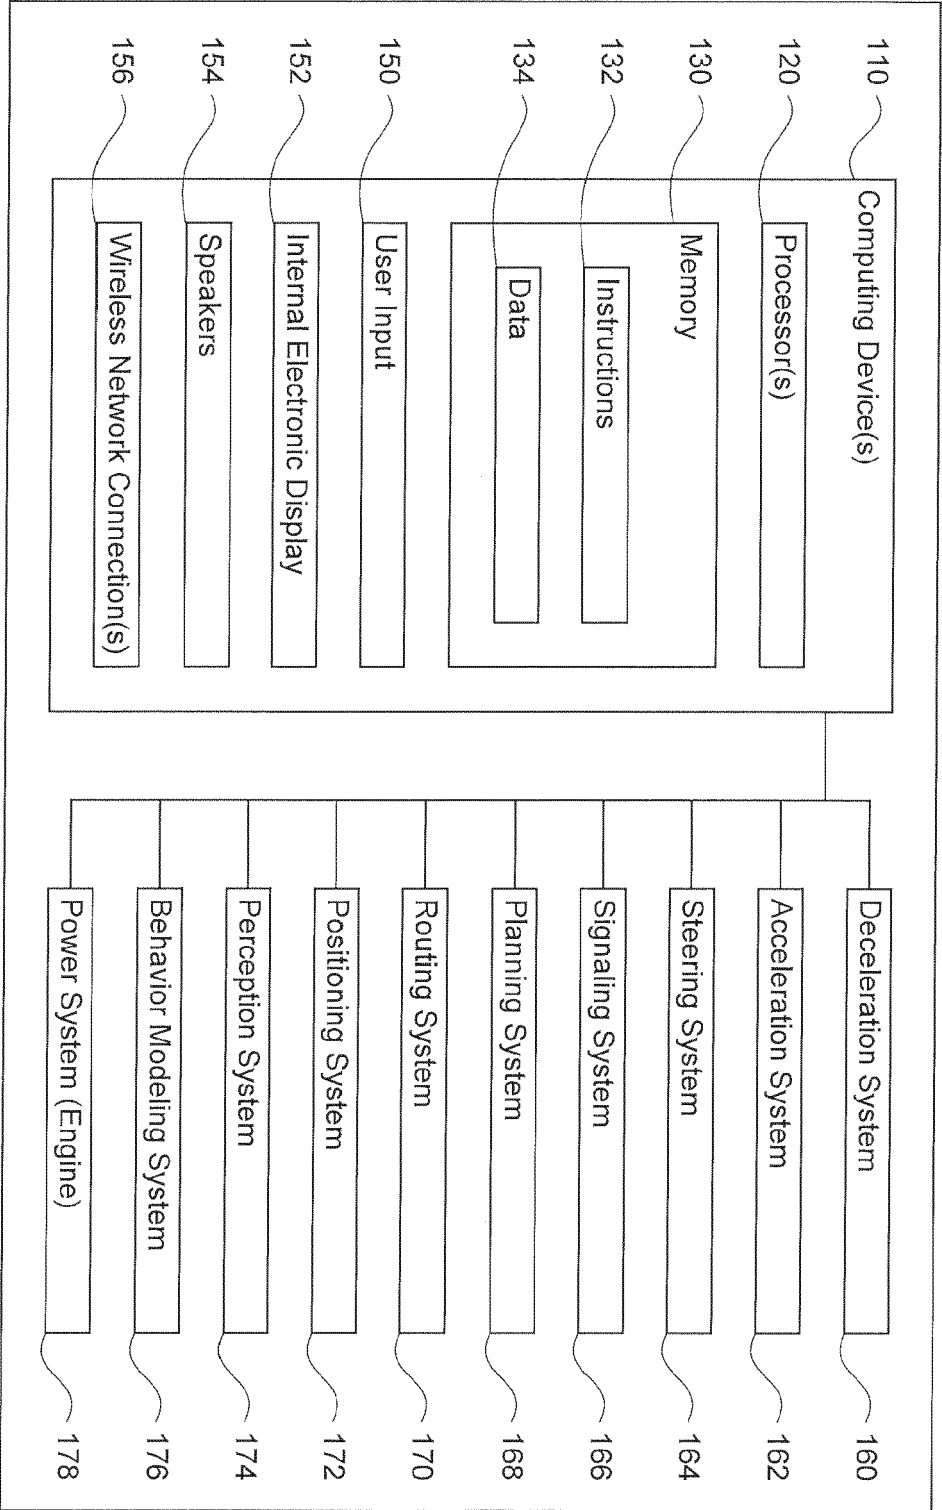 110
Computing Device(s)
120
Processor(s)
130
Memory
132
Instructions
134
Data
150
User Input
152
Internal Electronic Display
154
Speakers
156
Wireless Network Connection(s)
Deceleration System
160
Acceleration System
162
Steering System
164
Signaling System
166
Planning System
168
Routing System
170
Positioning System
172
Perception System
174
Behavior Modeling System
176
Power System (Engine)
178